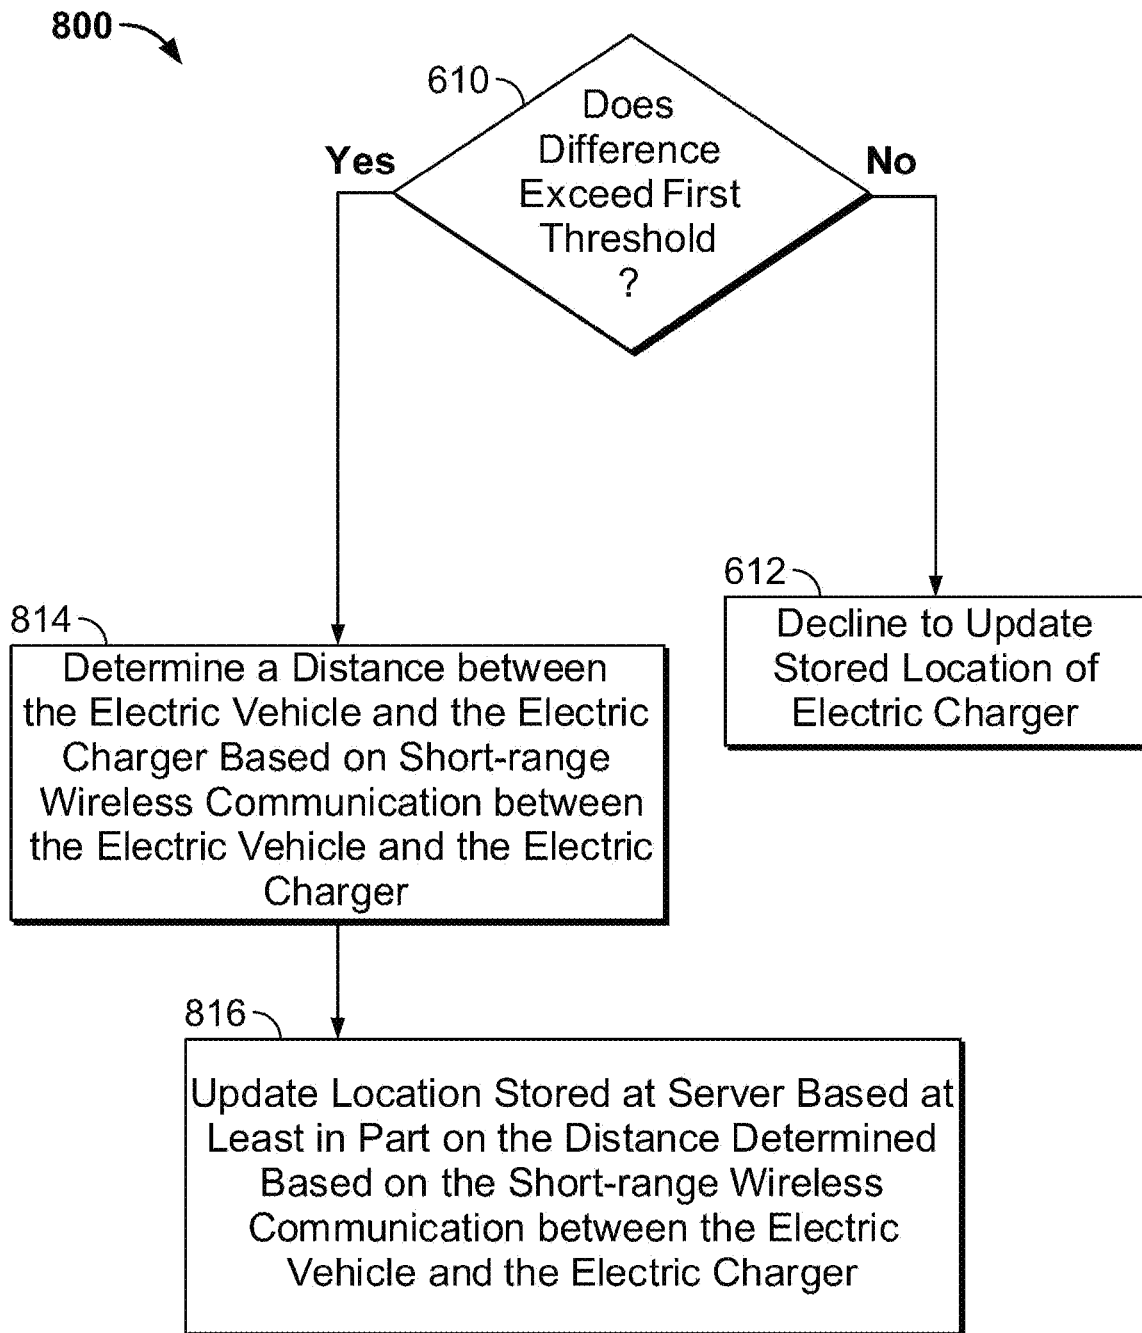 800
610
Does
Difference
Exceed First
Threshold
?
Yes
No
612
Decline to Update
Stored Location of
Electric Charger
814
Determine a Distance between
the Electric Vehicle and the Electric
Charger Based on Short-range
Wireless Communication between
the Electric Vehicle and the Electric
Charger
816
Update Location Stored at Server Based at
Least in Part on the Distance Determined
Based on the Short-range Wireless
Communication between the Electric
Vehicle and the Electric Charger